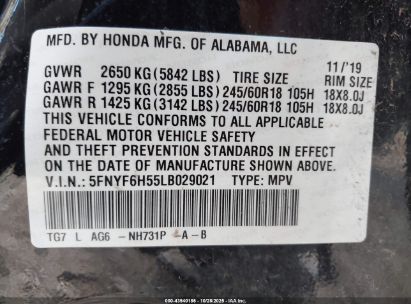 MFD. BY HONDA MFG. OF ALABAMA, LLC
11/'19
GVWR 2650 KG (5842 LBS) TIRE SIZE RIM SIZE
GAWR F 1295 KG (2855 LBS) 245/60R18 105H 18X8.0J
GAWR R 1425 KG (3142 LBS) 245/60R18 105H 18X8.0J
THIS VEHICLE CONFORMS TO ALL APPLICABLE
FEDERAL MOTOR VEHICLE SAFETY
AND THEFT PREVENTION STANDARDS IN EFFECT
ON THE DATE OF MANUFACTURE SHOWN ABOVE.
V.I.N.: 5FNYF6H55LB029021 TYPE: MPV
TG7 L AG6 -NH731P -A-B